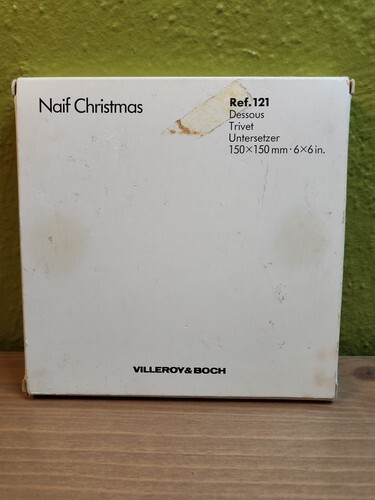 Naif Christmas
Ref. 121
Dessous
Trivet
Untersetzer
150×150 mm · 6×6 in.
VILLEROY & BOCH